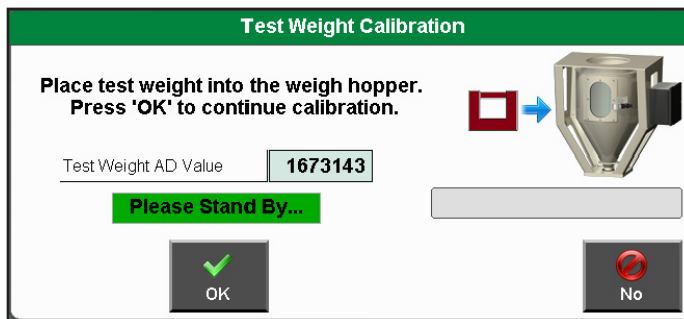 Test Weight Calibration
Place test weight into the weigh hopper.
Press 'OK' to continue calibration.
Test Weight AD Value
1673143
Please Stand By...
OK
No